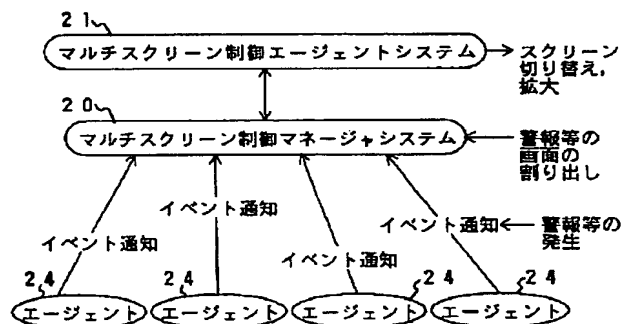 21
マルチスクリーン制御エージェントシステム
スクリーン
切り替え,
拡大
20
マルチスクリーン制御マネージャシステム
警報等の
画面の
割り出し
イベント通知
イベント通知
イベント通知
イベント通知
警報等の
発生
24
24
24
24
エージェント
エージェント
エージェント
エージェント